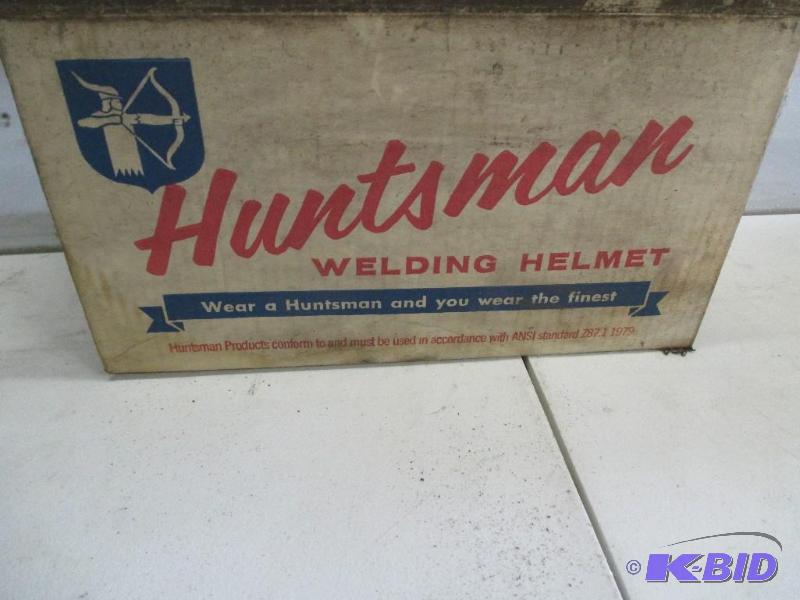 Huntsman
WELDING HELMET
Wear a Huntsman and you wear the finest
Huntsman Products conform to and must be used in accordance with ANSI standard Z87.1 1979.
© K-BID